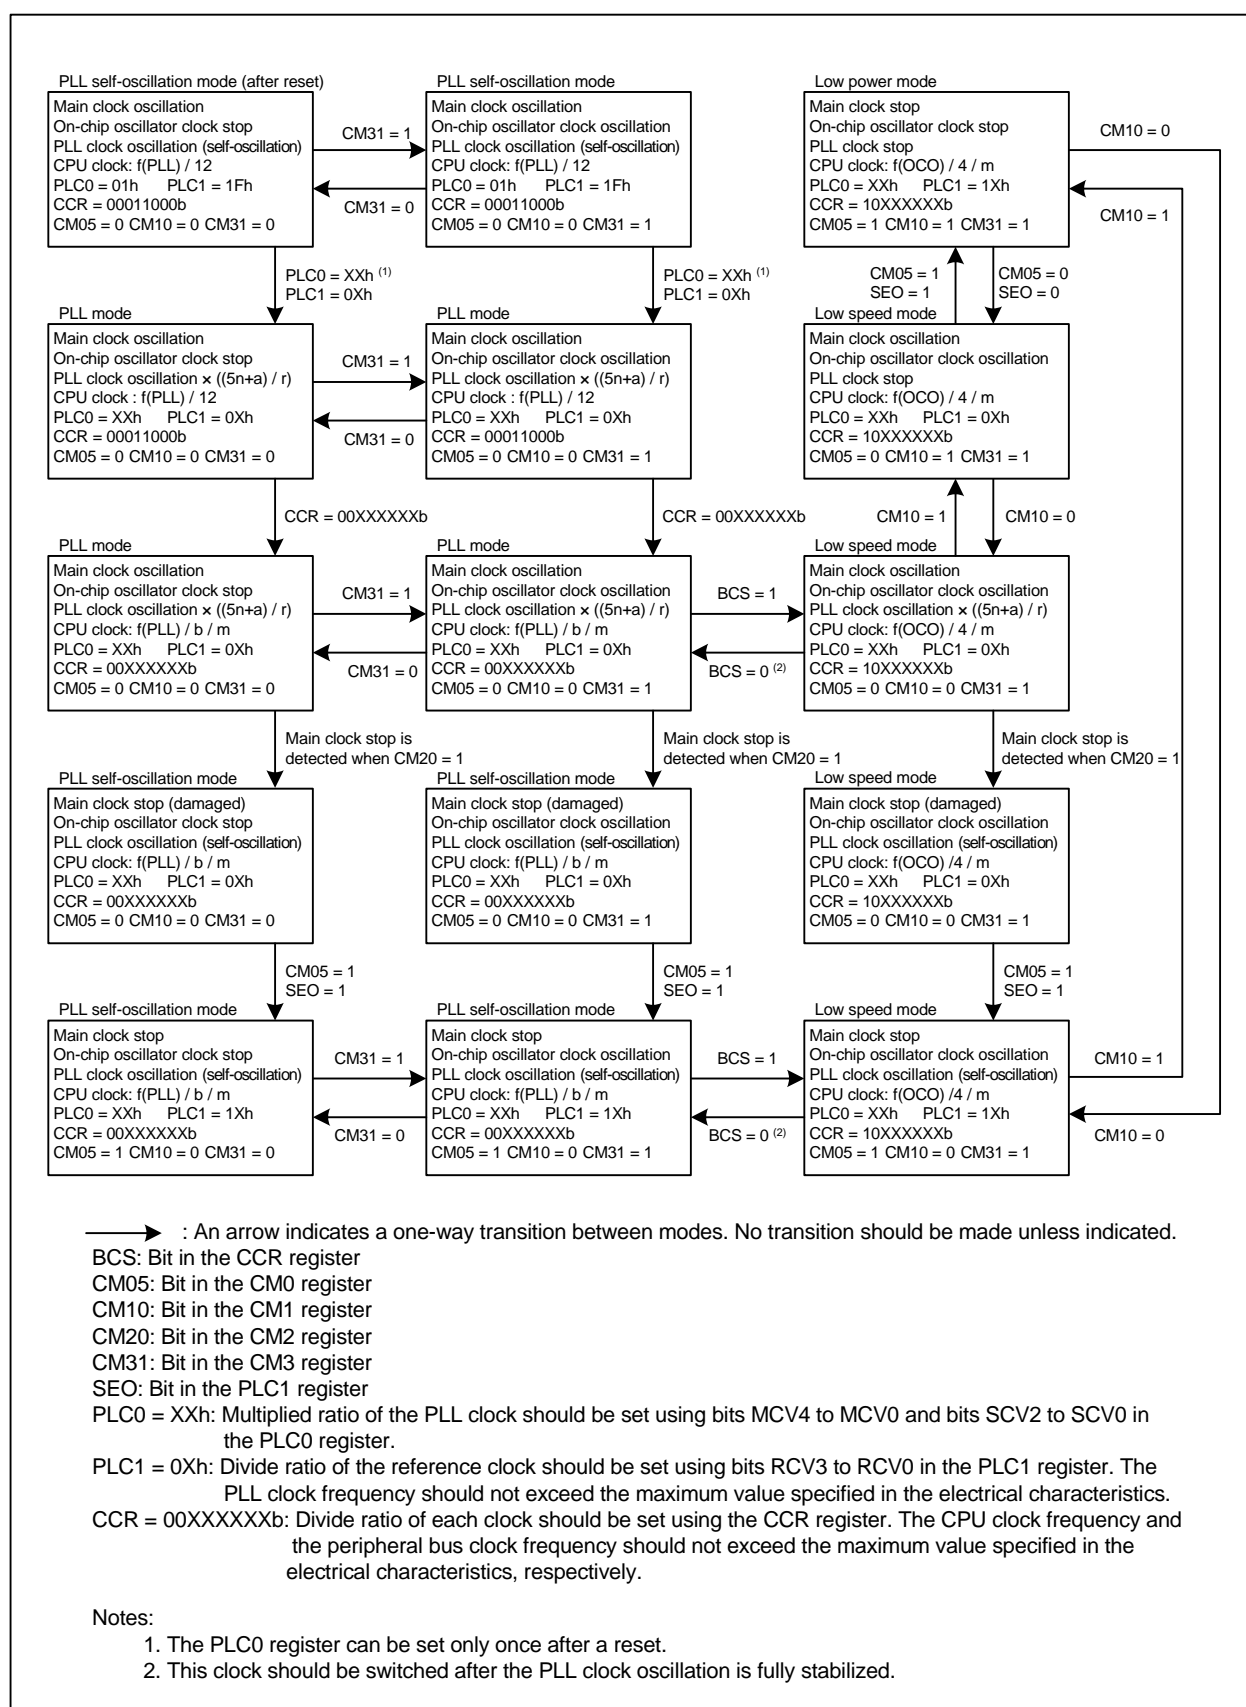 PLL self-oscillation mode (after reset)
Main clock oscillation
On-chip oscillator clock stop
PLL clock oscillation (self-oscillation)
CPU clock: f(PLL) / 12
PLC0 = 01h PLC1 = 1Fh
CCR = 00011000b
CM05 = 0 CM10 = 0 CM31 = 0
CM31 = 1
CM31 = 0
PLL self-oscillation mode
Main clock oscillation
On-chip oscillator clock oscillation
PLL clock oscillation (self-oscillation)
CPU clock: f(PLL) / 12
PLC0 = 01h PLC1 = 1Fh
CCR = 00011000b
CM05 = 0 CM10 = 0 CM31 = 1
Low power mode
Main clock stop
On-chip oscillator clock stop
PLL clock stop
CPU clock: f(OCO) / 4 / m
PLC0 = XXh PLC1 = 1Xh
CCR = 10XXXXXXb
CM05 = 1 CM10 = 1 CM31 = 1
CM10 = 0
CM10 = 1
PLC0 = XXh (1)
PLC1 = 0Xh
PLC0 = XXh (1)
PLC1 = 0Xh
CM05 = 1
SEO = 1
CM05 = 0
SEO = 0
PLL mode
Main clock oscillation
On-chip oscillator clock stop
PLL clock oscillation × ((5n+a) / r)
CPU clock : f(PLL) / 12
PLC0 = XXh PLC1 = 0Xh
CCR = 00011000b
CM05 = 0 CM10 = 0 CM31 = 0
CM31 = 1
CM31 = 0
PLL mode
Main clock oscillation
On-chip oscillator clock oscillation
PLL clock oscillation × ((5n+a) / r)
CPU clock : f(PLL) / 12
PLC0 = XXh PLC1 = 0Xh
CCR = 00011000b
CM05 = 0 CM10 = 0 CM31 = 1
Low speed mode
Main clock oscillation
On-chip oscillator clock oscillation
PLL clock stop
CPU clock: f(OCO) / 4 / m
PLC0 = XXh PLC1 = 0Xh
CCR = 10XXXXXXb
CM05 = 0 CM10 = 1 CM31 = 1
CCR = 00XXXXXXb
CCR = 00XXXXXXb
CM10 = 1
CM10 = 0
PLL mode
Main clock oscillation
On-chip oscillator clock stop
PLL clock oscillation × ((5n+a) / r)
CPU clock: f(PLL) / b / m
PLC0 = XXh PLC1 = 0Xh
CCR = 00XXXXXXb
CM05 = 0 CM10 = 0 CM31 = 0
CM31 = 1
CM31 = 0
PLL mode
Main clock oscillation
On-chip oscillator clock oscillation
PLL clock oscillation × ((5n+a) / r)
CPU clock: f(PLL) / b / m
PLC0 = XXh PLC1 = 0Xh
CCR = 00XXXXXXb
CM05 = 0 CM10 = 0 CM31 = 1
BCS = 1
BCS = 0 (2)
Low speed mode
Main clock oscillation
On-chip oscillator clock oscillation
PLL clock oscillation × ((5n+a) / r)
CPU clock: f(OCO) / 4 / m
PLC0 = XXh PLC1 = 0Xh
CCR = 10XXXXXXb
CM05 = 0 CM10 = 0 CM31 = 1
Main clock stop is
detected when CM20 = 1
Main clock stop is
detected when CM20 = 1
Main clock stop is
detected when CM20 = 1
PLL self-oscillation mode
Main clock stop (damaged)
On-chip oscillator clock stop
PLL clock oscillation (self-oscillation)
CPU clock: f(PLL) / b / m
PLC0 = XXh PLC1 = 0Xh
CCR = 00XXXXXXb
CM05 = 0 CM10 = 0 CM31 = 0
PLL self-oscillation mode
Main clock stop (damaged)
On-chip oscillator clock oscillation
PLL clock oscillation (self-oscillation)
CPU clock: f(PLL) / b / m
PLC0 = XXh PLC1 = 0Xh
CCR = 00XXXXXXb
CM05 = 0 CM10 = 0 CM31 = 1
Low speed mode
Main clock stop (damaged)
On-chip oscillator clock oscillation
PLL clock oscillation (self-oscillation)
CPU clock: f(OCO) /4 / m
PLC0 = XXh PLC1 = 0Xh
CCR = 10XXXXXXb
CM05 = 0 CM10 = 0 CM31 = 1
CM05 = 1
SEO = 1
CM05 = 1
SEO = 1
CM05 = 1
SEO = 1
PLL self-oscillation mode
Main clock stop
On-chip oscillator clock stop
PLL clock oscillation (self-oscillation)
CPU clock: f(PLL) / b / m
PLC0 = XXh PLC1 = 1Xh
CCR = 00XXXXXXb
CM05 = 1 CM10 = 0 CM31 = 0
CM31 = 1
CM31 = 0
PLL self-oscillation mode
Main clock stop
On-chip oscillator clock oscillation
PLL clock oscillation (self-oscillation)
CPU clock: f(PLL) / b / m
PLC0 = XXh PLC1 = 1Xh
CCR = 00XXXXXXb
CM05 = 1 CM10 = 0 CM31 = 1
BCS = 1
BCS = 0 (2)
Low speed mode
Main clock stop
On-chip oscillator clock oscillation
PLL clock oscillation (self-oscillation)
CPU clock: f(OCO) /4 / m
PLC0 = XXh PLC1 = 1Xh
CCR = 10XXXXXXb
CM05 = 1 CM10 = 0 CM31 = 1
CM10 = 1
CM10 = 0
: An arrow indicates a one-way transition between modes. No transition should be made unless indicated.
BCS: Bit in the CCR register
CM05: Bit in the CM0 register
CM10: Bit in the CM1 register
CM20: Bit in the CM2 register
CM31: Bit in the CM3 register
SEO: Bit in the PLC1 register
PLC0 = XXh: Multiplied ratio of the PLL clock should be set using bits MCV4 to MCV0 and bits SCV2 to SCV0 in
the PLC0 register.
PLC1 = 0Xh: Divide ratio of the reference clock should be set using bits RCV3 to RCV0 in the PLC1 register. The
PLL clock frequency should not exceed the maximum value specified in the electrical characteristics.
CCR = 00XXXXXXb: Divide ratio of each clock should be set using the CCR register. The CPU clock frequency and
the peripheral bus clock frequency should not exceed the maximum value specified in the
electrical characteristics, respectively.
Notes:
1. The PLC0 register can be set only once after a reset.
2. This clock should be switched after the PLL clock oscillation is fully stabilized.